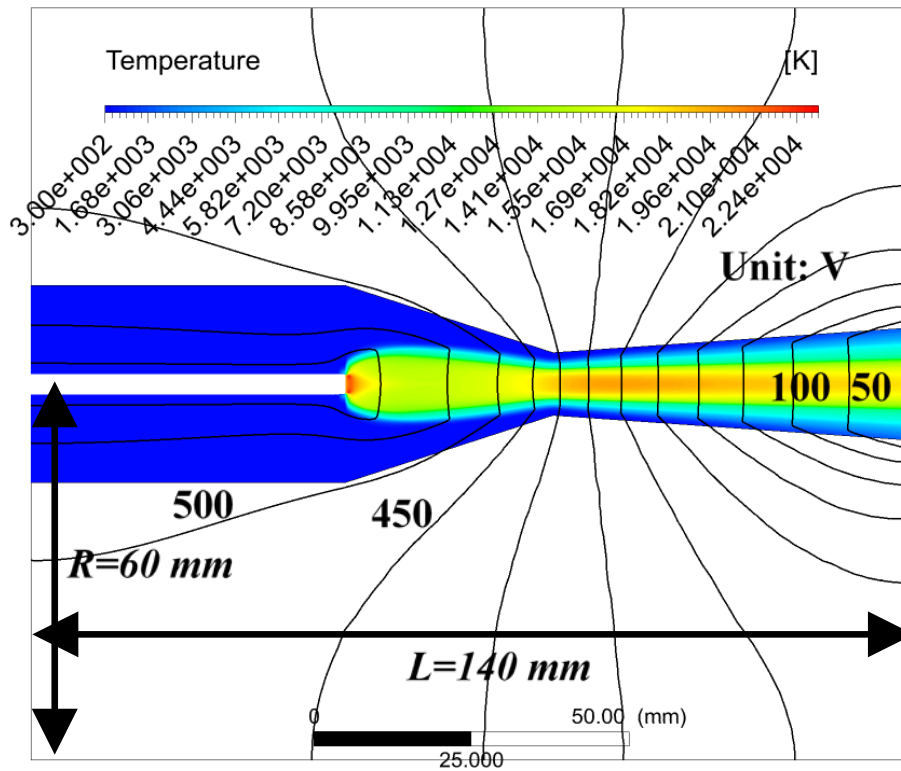 Temperature [K]
3.00e+002
1.68e+003
3.06e+003
4.44e+003
5.82e+003
7.20e+003
8.58e+003
9.95e+003
1.13e+004
1.27e+004
1.41e+004
1.55e+004
1.69e+004
1.82e+004
1.96e+004
2.10e+004
2.24e+004
Unit: V
100 50
500 450
R=60 mm
L=140 mm
0 50.00 (mm)
25.000